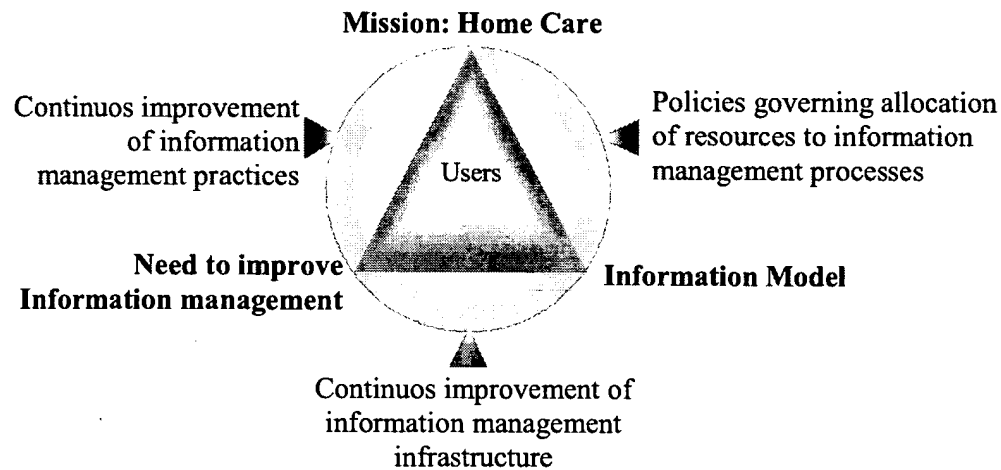 Mission: Home Care
Continuos improvement
of information
management practices
Policies governing allocation
of resources to information
management processes
Users
Need to improve
Information management
Information Model
Continuos improvement of
information management
infrastructure